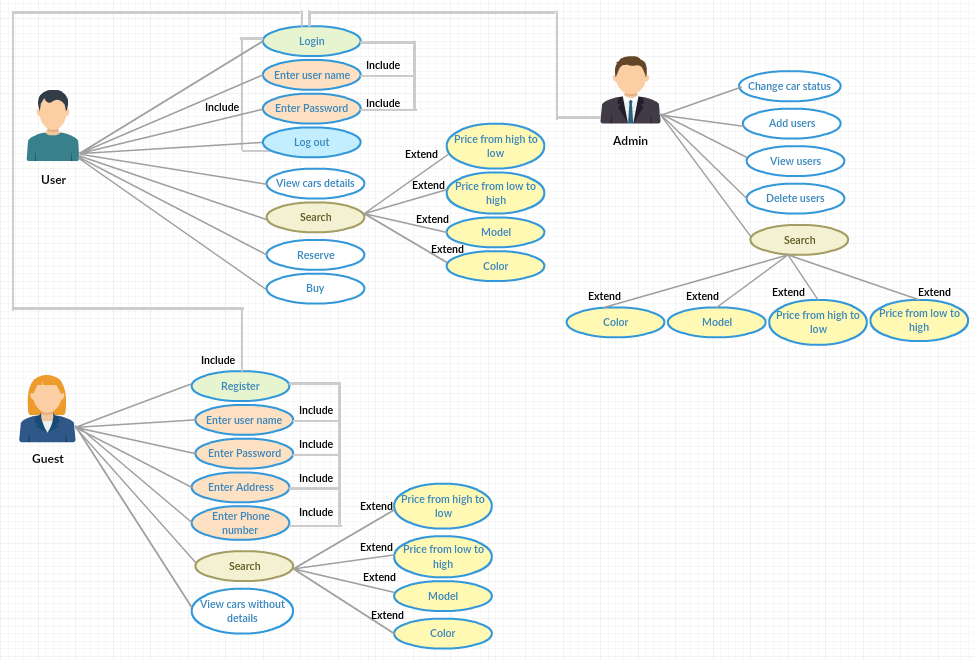 Login
Enter user name
Include
Enter Password
Include
Include
Log out
User
View cars details
Search
Reserve
Buy
Extend
Price from high to
low
Extend
Price from low to
high
Extend
Model
Extend
Color
Admin
Change car status
Add users
View users
Delete users
Search
Extend
Color
Extend
Model
Extend
Price from high to
low
Extend
Price from low to
high
Include
Register
Guest
Enter user name
Include
Enter Password
Include
Enter Address
Include
Enter Phone
number
Include
Search
View cars without
details
Extend
Price from high to
low
Extend
Price from low to
high
Extend
Model
Extend
Color